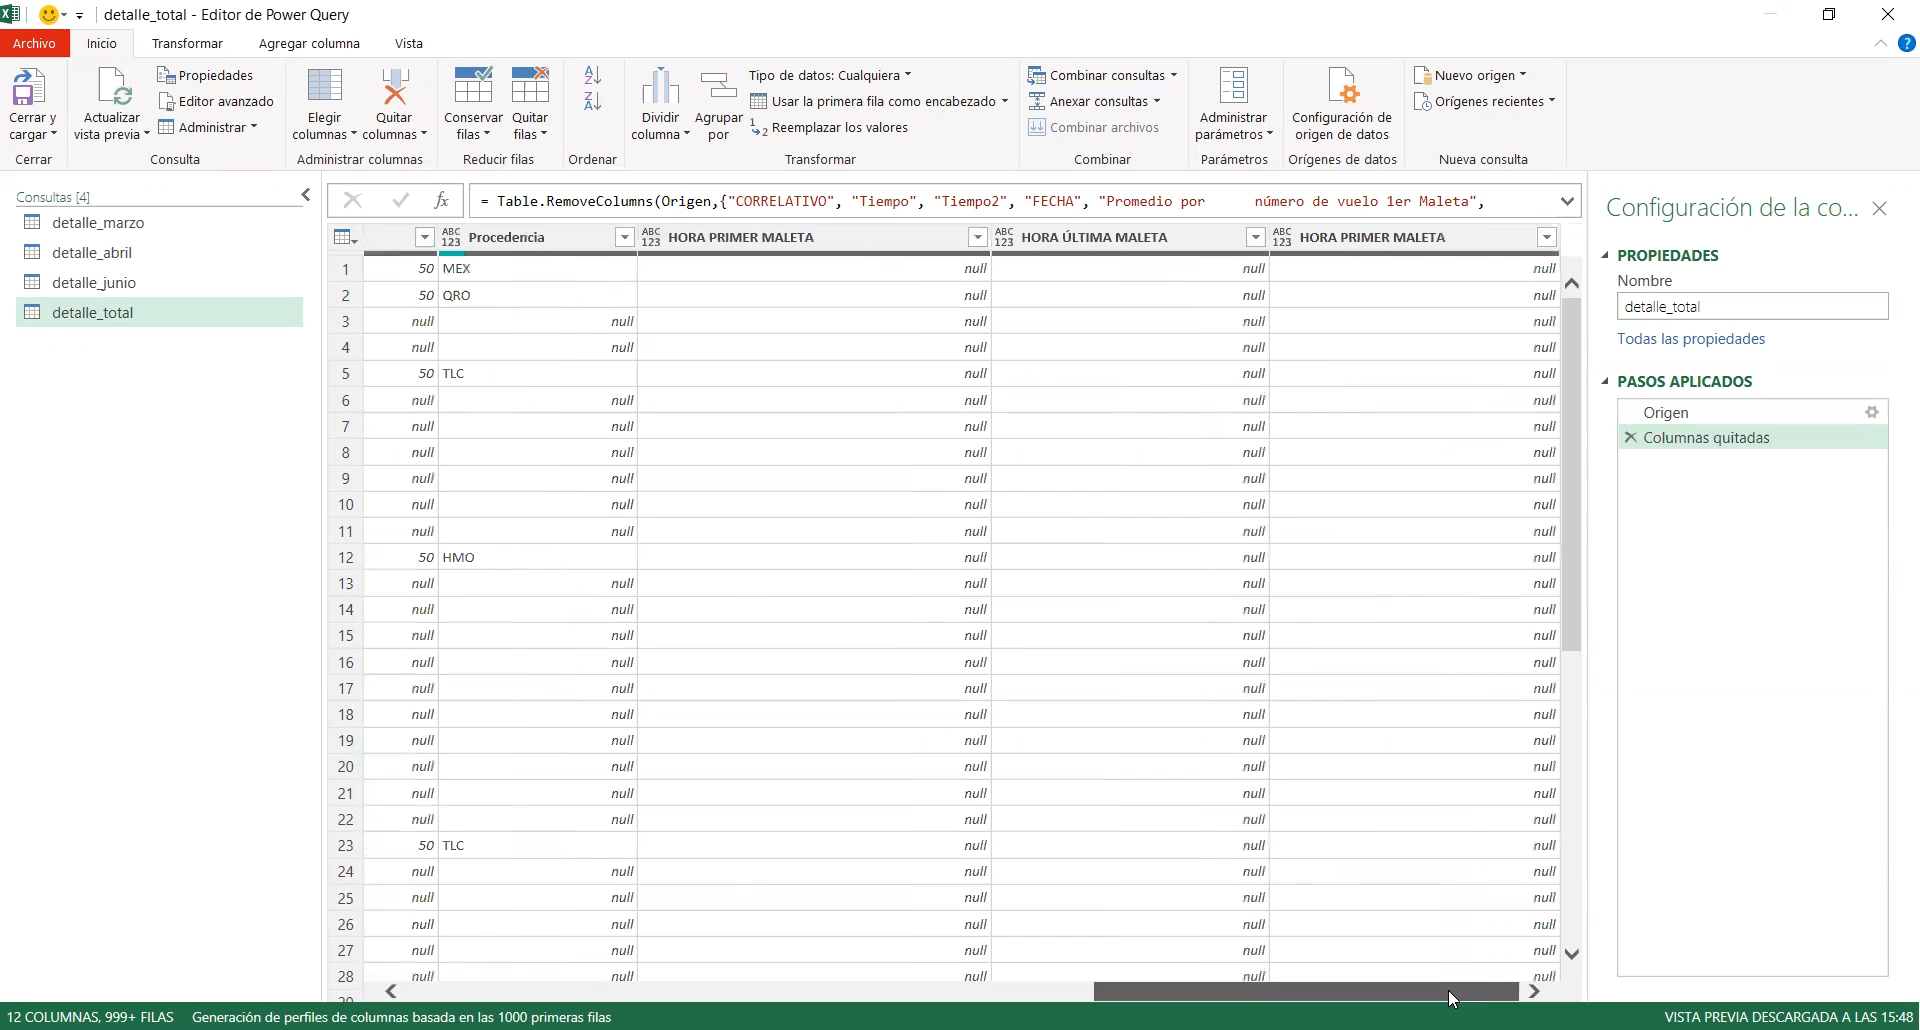 detalle_total - Editor de Power Query
Archivo Inicio Transformar Agregar columna Vista
Cerrar y cargar
Cerrar
Actualizar vista previa
Propiedades
Editor avanzado
Administrar
Consulta
Elegir columnas
Quitar columnas
Administrar columnas
Conservar filas
Quitar filas
Reducir filas
Ordenar
Dividir columna
Agrupar por
Tipo de datos: Cualquiera
Usar la primera fila como encabezado
Reemplazar los valores
Transformar
Combinar consultas
Anexar consultas
Combinar archivos
Combinar
Administrar parámetros
Parámetros
Configuración de origen de datos
Orígenes de datos
Nuevo origen
Orígenes recientes
Nueva consulta
Consultas [4]
detalle_marzo
detalle_abril
detalle_junio
detalle_total
= Table.RemoveColumns(Origen,{"CORRELATIVO", "Tiempo", "Tiempo2", "FECHA", "Promedio por número de vuelo 1er Maleta",
ABC 123 Procedencia ABC 123 HORA PRIMER MALETA ABC 123 HORA ÚLTIMA MALETA ABC 123 HORA PRIMER MALETA
1 50 MEX null null null
2 50 QRO null null null
3 null null null null null
4 null null null null null
5 50 TLC null null null
6 null null null null null
7 null null null null null
8 null null null null null
9 null null null null null
10 null null null null null
11 null null null null null
12 50 HMO null null null
13 null null null null null
14 null null null null null
15 null null null null null
16 null null null null null
17 null null null null null
18 null null null null null
19 null null null null null
20 null null null null null
21 null null null null null
22 null null null null null
23 50 TLC null null null
24 null null null null null
25 null null null null null
26 null null null null null
27 null null null null null
28 null null null null null
Configuración de la co...
PROPIEDADES
Nombre
detalle_total
Todas las propiedades
PASOS APLICADOS
Origen
Columnas quitadas
12 COLUMNAS, 999+ FILAS Generación de perfiles de columnas basada en las 1000 primeras filas VISTA PREVIA DESCARGADA A LAS 15:48